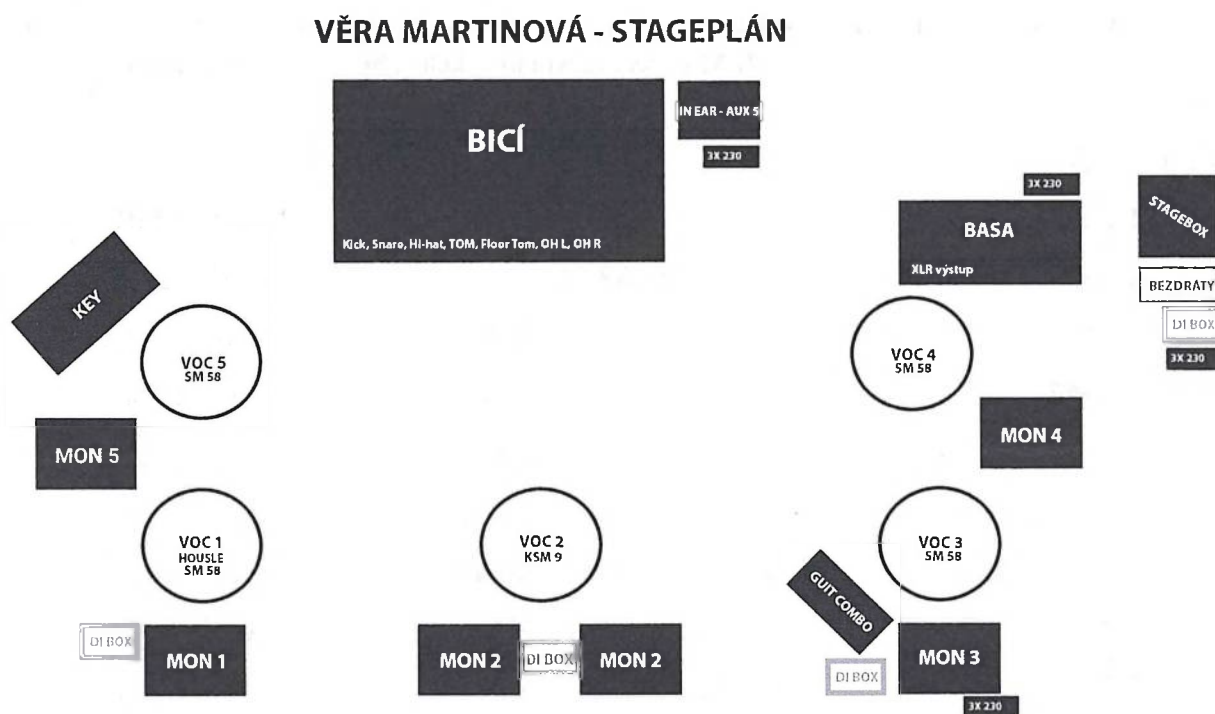 VĚRA MARTINOVÁ - STAGEPLÁN
BICÍ
Kick, Snare, Hi-hat, TOM, Floor Tom, OH L, OH R
IN EAR - AUX 5
3X 230
3X 230
BASA
XLR výstup
STAGEBOX
BEZDRÁTY
DI BOX
3X 230
KEY
VOC 5
SM 58
VOC 4
SM 58
MON 5
MON 4
VOC 1
HOUSLE
SM 58
VOC 2
KSM 9
VOC 3
SM 58
GUIT COMBO
DI BOX
MON 1
MON 2
DI BOX
MON 2
DI BOX
MON 3
3X 230